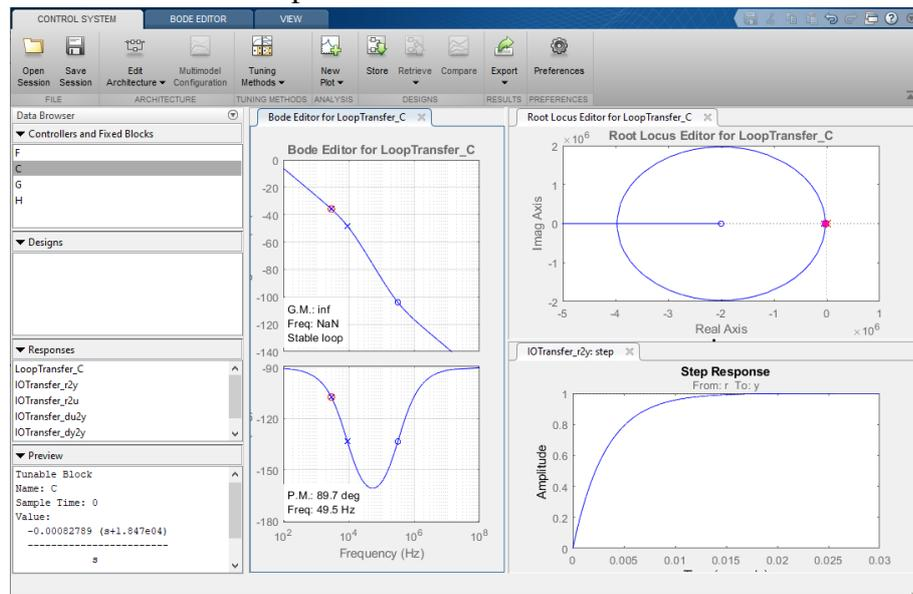 CONTROL SYSTEM BODE EDITOR VIEW
Open Session Save Session Edit Architecture Multimodel Configuration Tuning Methods New Plot Store Retrieve Compare Export Preferences
FILE ARCHITECTURE TUNING METHODS ANALYSIS DESIGNS RESULTS PREFERENCES
Data Browser
Controllers and Fixed Blocks
F
C
G
H
Designs
Responses
LoopTransfer_C
IOTransfer_r2y
IOTransfer_r2u
IOTransfer_du2y
IOTransfer_dy2y
Preview
Tunable Block
Name: C
Sample Time: 0
Value:
-0.00082789 (s+1.847e04)
------------------------
s
Bode Editor for LoopTransfer_C
Bode Editor for LoopTransfer_C
0
-20
-40
-60
-80
-100
-120
-140
G.M.: inf
Freq: NaN
Stable loop
-90
-120
-150
-180
P.M.: 89.7 deg
Freq: 49.5 Hz
10^2 10^4 10^6 10^8
Frequency (Hz)
Root Locus Editor for LoopTransfer_C
×10^6 Root Locus Editor for LoopTransfer_C
2
1
0
-1
-2
Imag Axis
-5 -4 -3 -2 -1 0 1
Real Axis
×10^6
IOTransfer_r2y: step
Step Response
From: r To: y
1
0.8
0.6
0.4
0.2
0
Amplitude
0 0.005 0.01 0.015 0.02 0.025 0.03